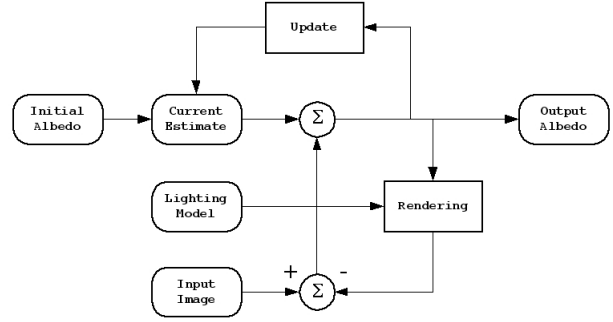 Update
Initial
Albedo
Current
Estimate
Σ
Output
Albedo
Lighting
Model
Rendering
Input
Image
+
Σ
-